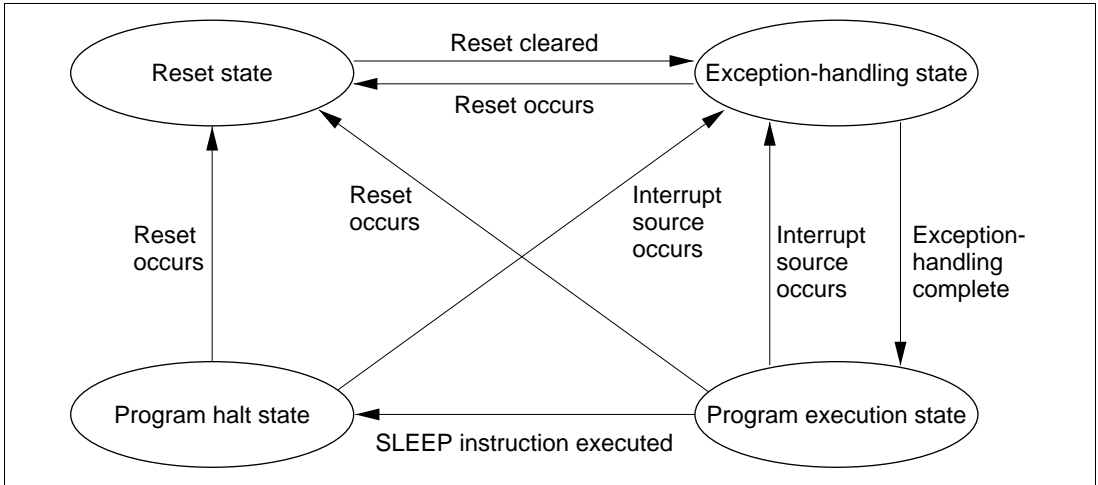 Reset cleared
Reset state
Exception-handling state
Reset occurs
Reset
occurs
Interrupt
source
occurs
Reset
occurs
Interrupt
source
occurs
Exception-
handling
complete
Program halt state
Program execution state
SLEEP instruction executed